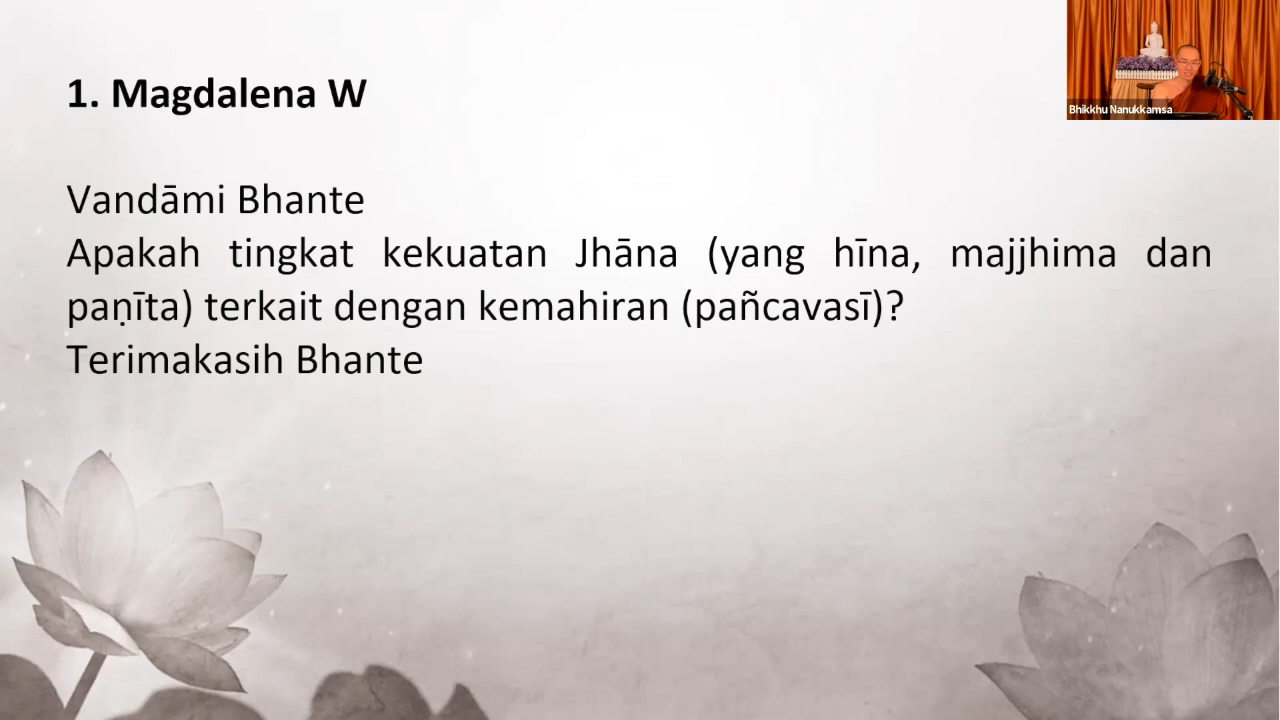 1. Magdalena W
Bhikkhu Nanukkamsa
Vandāmi Bhante
Apakah tingkat kekuatan Jhāna (yang hīna, majjhima dan
paṇīta) terkait dengan kemahiran (pañcavasī)?
Terimakasih Bhante